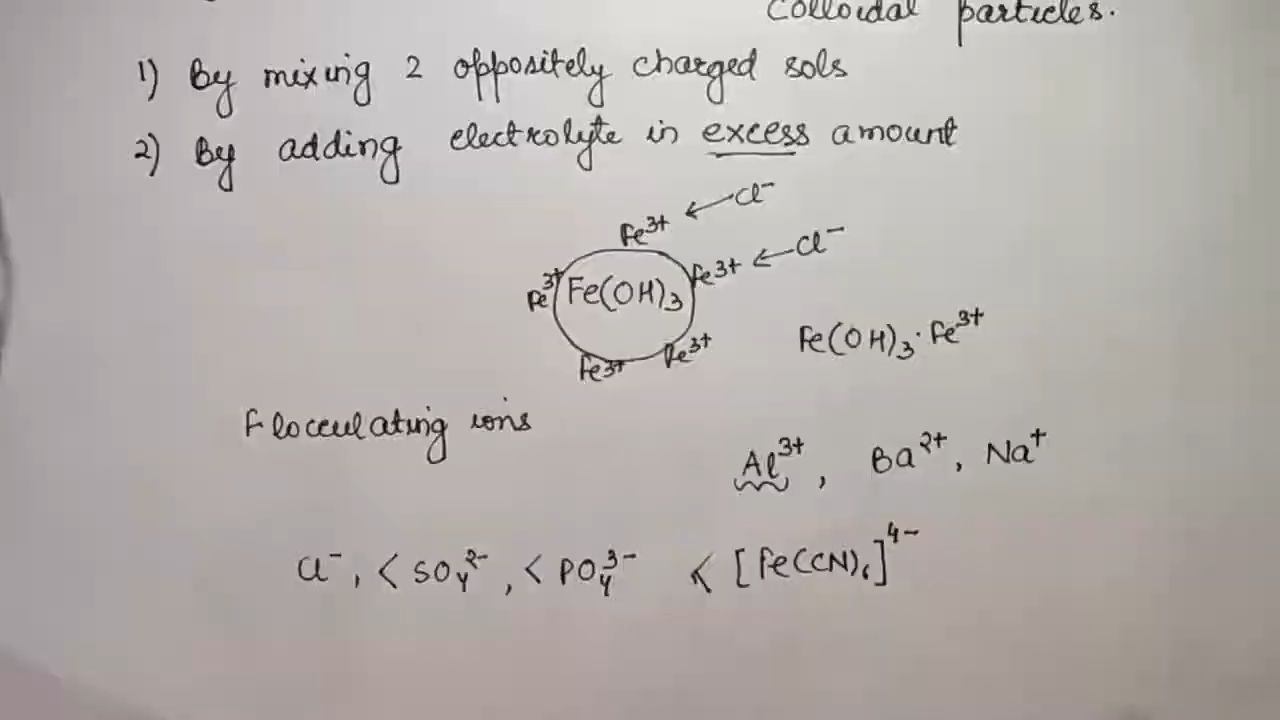 Colloidal particles.
1) By mixing 2 oppositely charged sols
2) By adding electrolyte in excess amount
Fe³⁺ ← Cl⁻
Fe³⁺ ← Cl⁻
Fe³⁺ Fe(OH)₃
Fe³⁺ Fe³⁺
Fe(OH)₃·Fe³⁺
Flocculating ions
Al³⁺, Ba²⁺, Na⁺
Cl⁻, < SO₄²⁻, < PO₄³⁻ < [Fe(CN)₆]⁴⁻